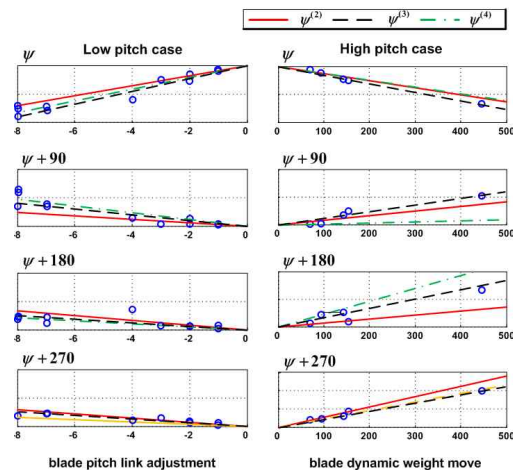 ψ(2) ψ(3) ψ(4)
Low pitch case High pitch case
ψ ψ
-8 -6 -4 -2 0 0 100 200 300 400 500
ψ + 90 ψ + 90
-8 -6 -4 -2 0 0 100 200 300 400 500
ψ + 180 ψ + 180
-8 -6 -4 -2 0 0 100 200 300 400 500
ψ + 270 ψ + 270
-8 -6 -4 -2 0 0 100 200 300 400 500
blade pitch link adjustment blade dynamic weight move